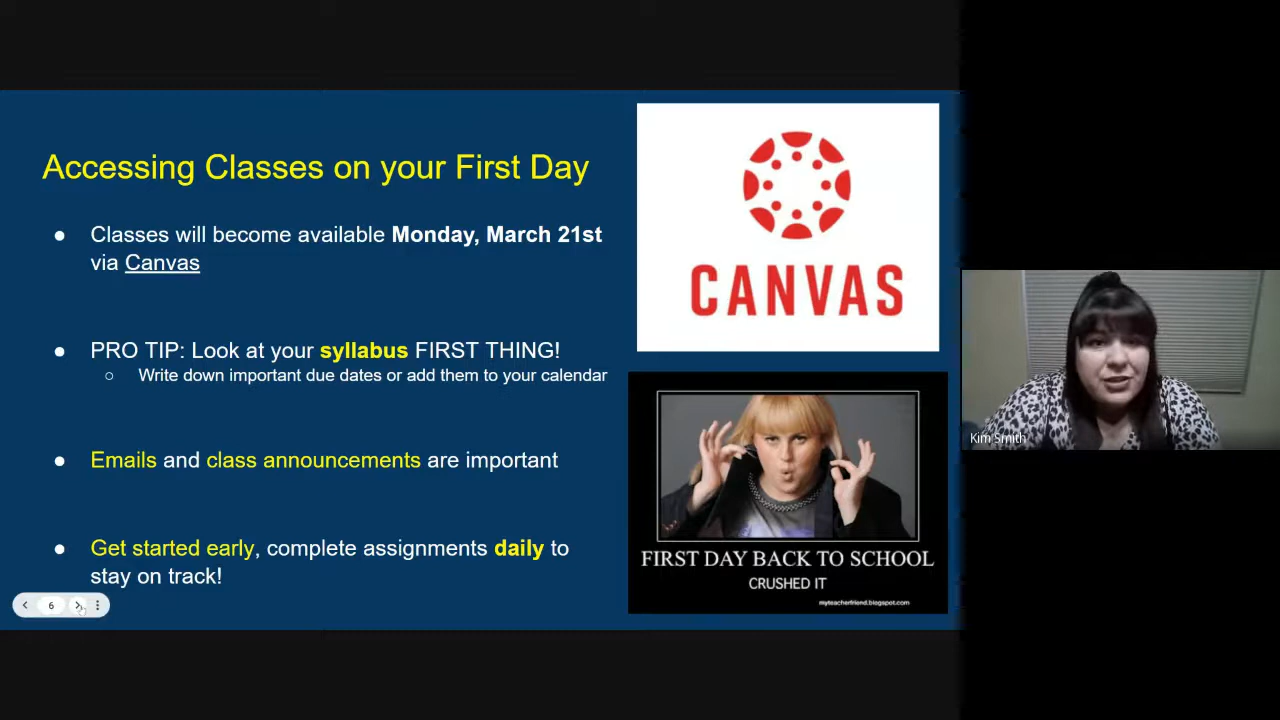 Accessing Classes on your First Day
● Classes will become available Monday, March 21st
via Canvas
● PRO TIP: Look at your syllabus FIRST THING!
○ Write down important due dates or add them to your calendar
● Emails and class announcements are important
● Get started early, complete assignments daily to
stay on track!
6
CANVAS
FIRST DAY BACK TO SCHOOL
CRUSHED IT
myteacherfriend.blogspot.com
Kim Smith